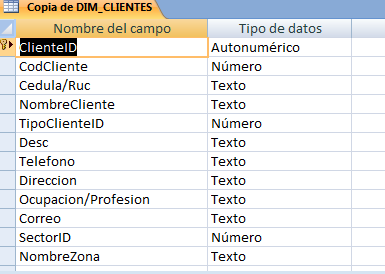 Copia de DIM_CLIENTES
Nombre del campo Tipo de datos
ClienteID Autonumérico
CodCliente Número
Cedula/Ruc Texto
NombreCliente Texto
TipoClienteID Número
Desc Texto
Telefono Texto
Direccion Texto
Ocupacion/Profesion Texto
Correo Texto
SectorID Número
NombreZona Texto